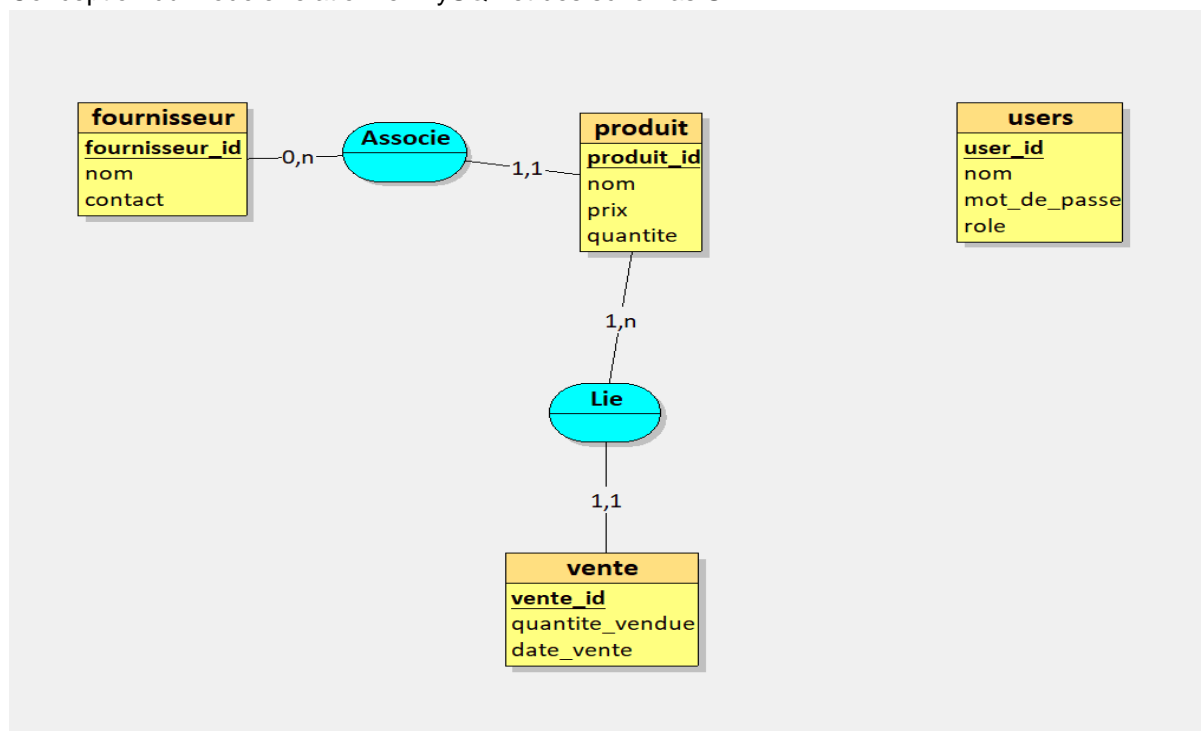 fournisseur
fournisseur_id
nom
contact
0,n
Associe
1,1
produit
produit_id
nom
prix
quantite
users
user_id
nom
mot_de_passe
role
1,n
Lie
1,1
vente
vente_id
quantite_vendue
date_vente